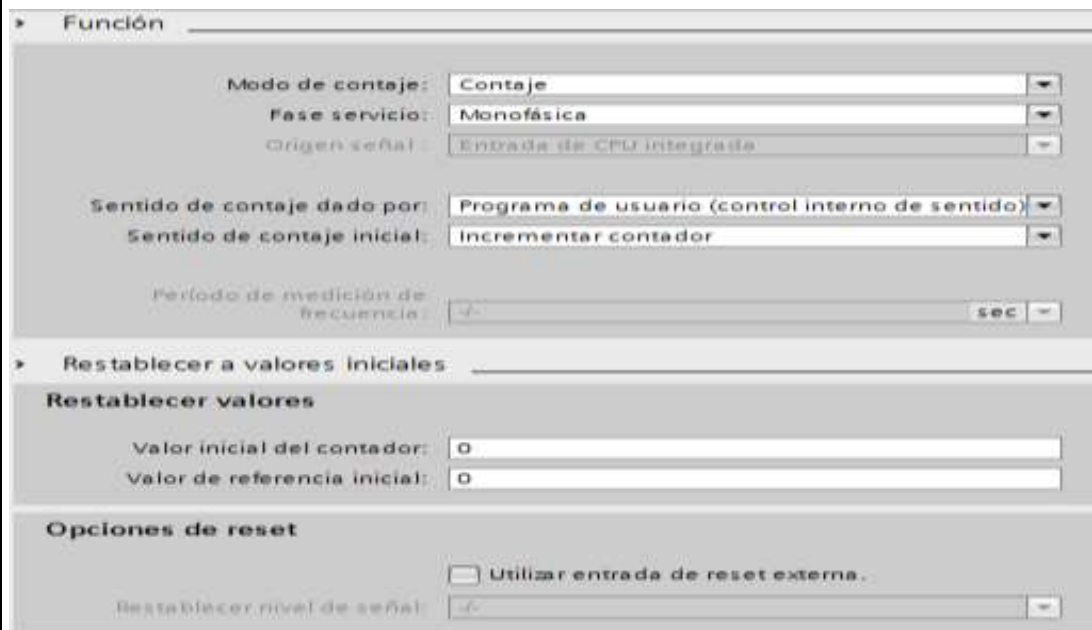 Función
Modo de contaje: Contaje
Fase servicio: Monofásica
Origen señal : Entrada de CPU integrada
Sentido de contaje dado por: Programa de usuario (control interno de sentido)
Sentido de contaje inicial: Incrementar contador
Período de medición de
frecuencia: -/- sec
Restablecer a valores iniciales
Restablecer valores
Valor inicial del contador: 0
Valor de referencia inicial: 0
Opciones de reset
Utilizar entrada de reset externa.
Restablecer nivel de señal: -/-